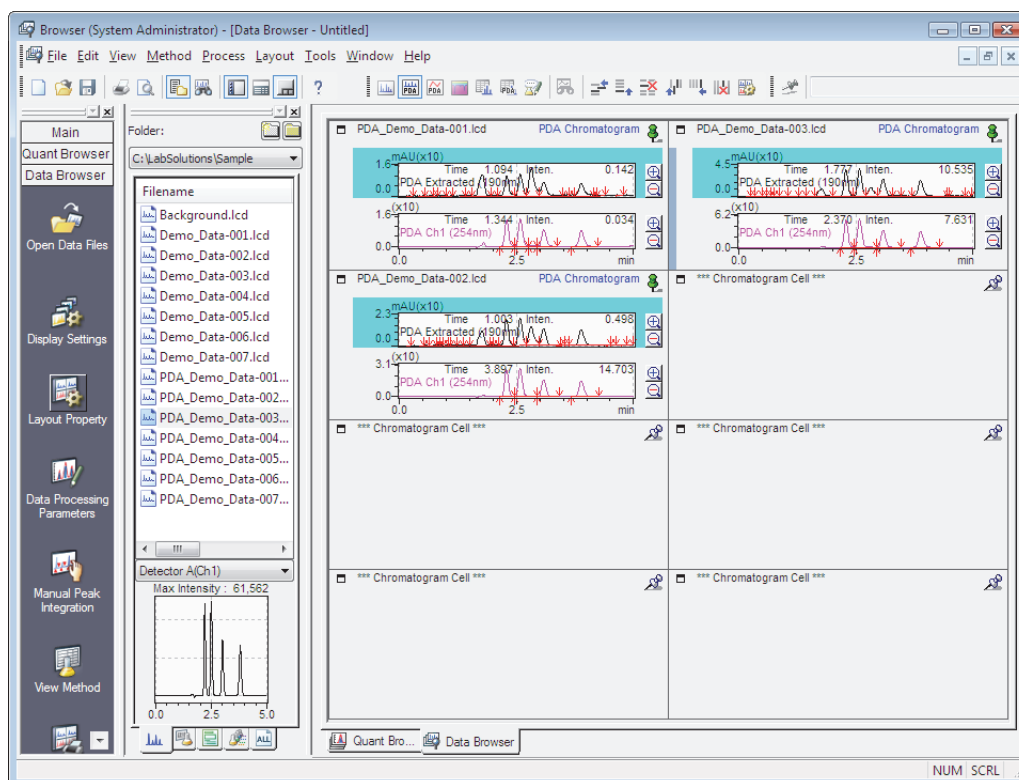 Browser (System Administrator) - [Data Browser - Untitled]
File Edit View Method Process Layout Tools Window Help
Main
Quant Browser
Data Browser
Open Data Files
Display Settings
Layout Property
Data Processing
Parameters
Manual Peak
Integration
View Method
Folder:
C:\LabSolutions\Sample
Filename
Background.lcd
Demo_Data-001.lcd
Demo_Data-002.lcd
Demo_Data-003.lcd
Demo_Data-004.lcd
Demo_Data-005.lcd
Demo_Data-006.lcd
Demo_Data-007.lcd
PDA_Demo_Data-001...
PDA_Demo_Data-002...
PDA_Demo_Data-003...
PDA_Demo_Data-004...
PDA_Demo_Data-005...
PDA_Demo_Data-006...
PDA_Demo_Data-007...
Detector A(Ch1)
Max Intensity : 61,562
0.0 2.5 5.0
ALL
PDA_Demo_Data-001.lcd PDA Chromatogram
mAU(x10)
1.6 Time 1.094 Inten. 0.142
0.0 PDA Extracted (190nm)
(x10)
1.6 Time 1.344 Inten. 0.034
PDA Ch1 (254nm)
0.0
0.0 2.5 min
PDA_Demo_Data-003.lcd PDA Chromatogram
mAU(x10)
4.5 Time 1.777 Inten. 10.535
0.0 PDA Extracted (190nm)
(x10)
6.2 Time 2.370 Inten. 7.631
PDA Ch1 (254nm)
0.0
0.0 2.5 min
PDA_Demo_Data-002.lcd PDA Chromatogram
mAU(x10)
2.3 Time 1.003 Inten. 0.498
0.0 PDA Extracted (190nm)
(x10)
3.1 Time 3.897 Inten. 14.703
PDA Ch1 (254nm)
0.0
0.0 2.5 min
*** Chromatogram Cell ***
*** Chromatogram Cell ***
*** Chromatogram Cell ***
*** Chromatogram Cell ***
*** Chromatogram Cell ***
Quant Bro... Data Browser
NUM SCRL